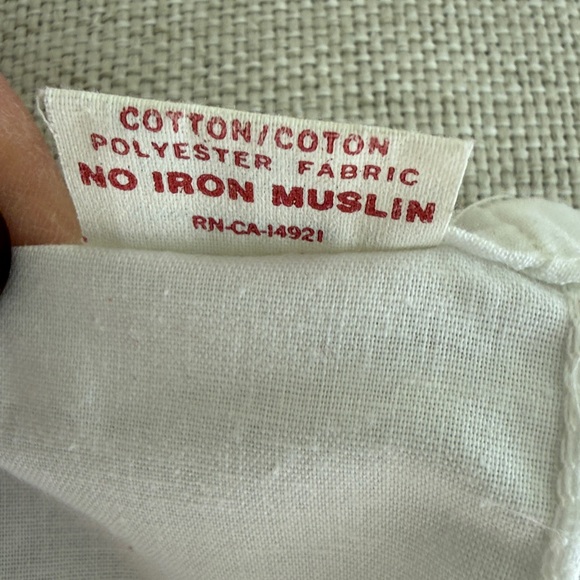 COTTON/COTON
POLYESTER FABRIC
NO IRON MUSLIN
RN-CA-14921